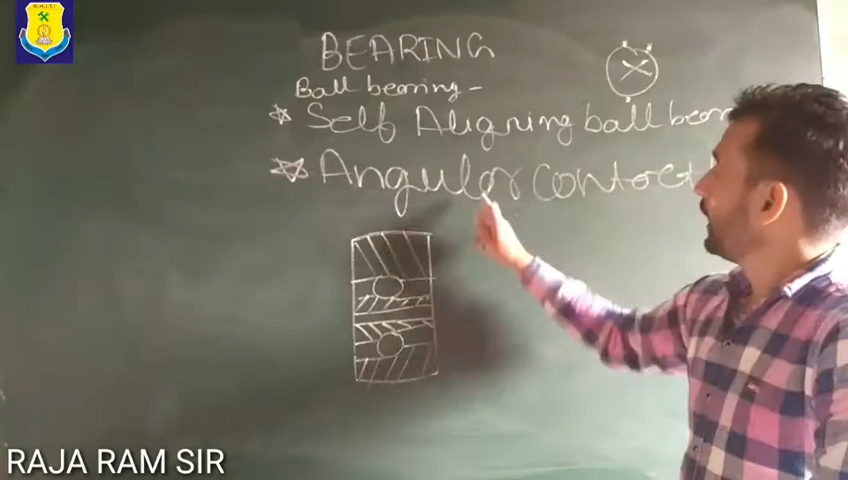 BEARING
Ball bearing -
Self Aligning ball bear
Angular contact
RAJA RAM SIR